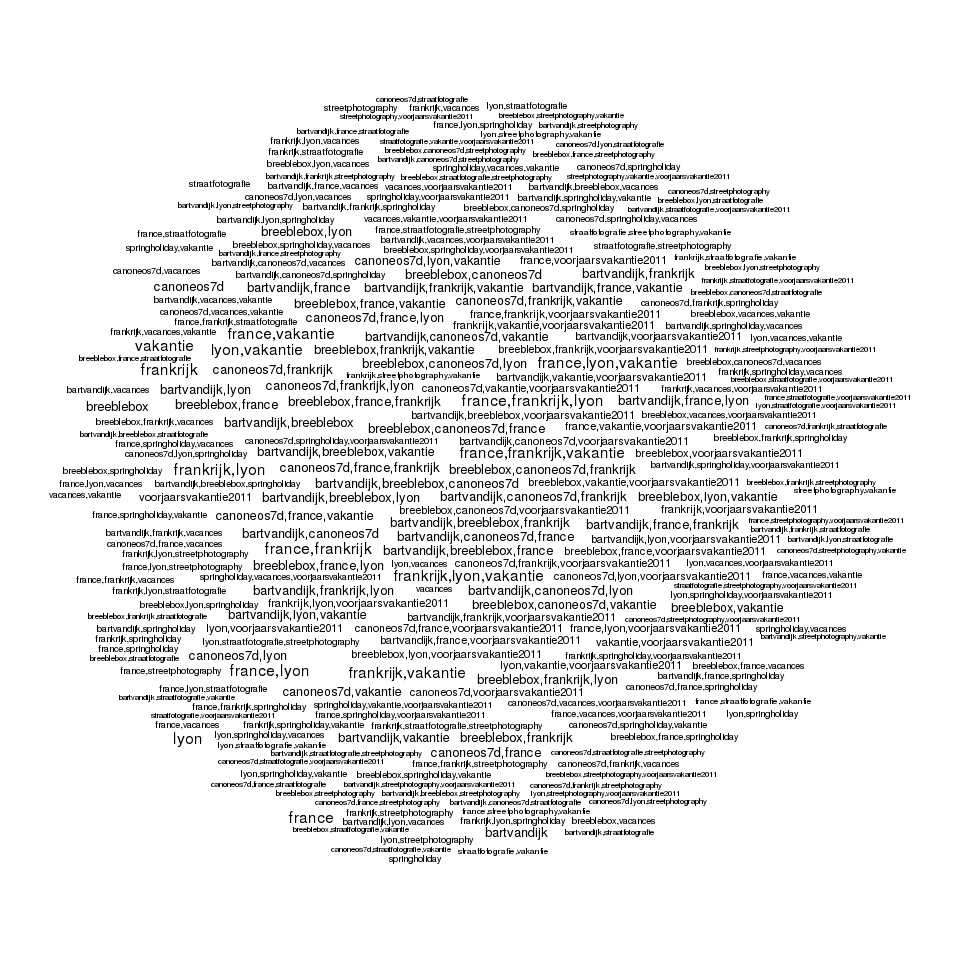 canoneos7d,straatfotografie
streetphotography frankrijk,vacances lyon,straatfotografie
streetphotography,voorjaarsvakantie2011 breeblebox,streetphotography,vakantie
france,lyon,springholiday bartvandijk,streetphotography
bartvandijk,france,straatfotografie lyon,streetphotography,vakantie
frankrijk,lyon,vacances straatfotografie,vakantie,voorjaarsvakantie2011 canoneos7d,lyon,straatfotografie
frankrijk,straatfotografie breeblebox,canoneos7d,streetphotography breeblebox,france,streetphotography
breeblebox,lyon,vacances bartvandijk,canoneos7d,streetphotography
springholiday,vacances,vakantie canoneos7d,springholiday
bartvandijk,frankrijk,streetphotography breeblebox,straatfotografie,streetphotography streetphotography,vakantie,voorjaarsvakantie2011
straatfotografie bartvandijk,france,vacances vacances,voorjaarsvakantie2011 bartvandijk,breeblebox,vacances canoneos7d,streetphotography
canoneos7d,lyon,vacances springholiday,voorjaarsvakantie2011 bartvandijk,springholiday,vakantie breeblebox,lyon,straatfotografie
bartvandijk,lyon,streetphotography bartvandijk,frankrijk,springholiday breeblebox,canoneos7d,springholiday bartvandijk,straatfotografie,voorjaarsvakantie2011
bartvandijk,lyon,springholiday vacances,vakantie,voorjaarsvakantie2011 canoneos7d,springholiday,vacances
france,straatfotografie breeblebox,lyon france,straatfotografie,streetphotography straatfotografie,streetphotography,vakantie
springholiday,vakantie breeblebox,springholiday,vacances bartvandijk,vacances,voorjaarsvakantie2011 straatfotografie,streetphotography
bartvandijk,france,streetphotography breeblebox,springholiday,voorjaarsvakantie2011
bartvandijk,canoneos7d,vacances canoneos7d,lyon,vakantie france,voorjaarsvakantie2011 frankrijk,straatfotografie,vakantie
canoneos7d,vacances bartvandijk,canoneos7d,springholiday breeblebox,canoneos7d bartvandijk,frankrijk breeblebox,lyon,streetphotography
canoneos7d bartvandijk,france bartvandijk,frankrijk,vakantie bartvandijk,france,vakantie frankrijk,straatfotografie,voorjaarsvakantie2011
breeblebox,canoneos7d,straatfotografie
bartvandijk,vacances,vakantie breeblebox,france,vakantie canoneos7d,frankrijk,vakantie canoneos7d,frankrijk,springholiday
canoneos7d,vacances,vakantie canoneos7d,france,lyon france,frankrijk,voorjaarsvakantie2011 breeblebox,vacances,vakantie
france,frankrijk,straatfotografie frankrijk,vakantie,voorjaarsvakantie2011 bartvandijk,springholiday,vacances
frankrijk,vacances,vakantie france,vakantie bartvandijk,canoneos7d,vakantie bartvandijk,voorjaarsvakantie2011 lyon,vacances,vakantie
vakantie lyon,vakantie breeblebox,frankrijk,vakantie breeblebox,frankrijk,voorjaarsvakantie2011 frankrijk,streetphotography,voorjaarsvakantie2011
breeblebox,france,straatfotografie breeblebox,canoneos7d,lyon france,lyon,vakantie breeblebox,canoneos7d,vacances
frankrijk canoneos7d,frankrijk frankrijk,streetphotography,vakantie bartvandijk,vakantie,voorjaarsvakantie2011 frankrijk,springholiday,vacances
breeblebox,straatfotografie,voorjaarsvakantie2011
bartvandijk,vacances bartvandijk,lyon canoneos7d,frankrijk,lyon canoneos7d,vakantie,voorjaarsvakantie2011 lyon,frankrijk,vacances
breeblebox breeblebox,france breeblebox,france,frankrijk france,frankrijk,lyon bartvandijk,france,lyon france,straatfotografie,voorjaarsvakantie2011
lyon,straatfotografie,voorjaarsvakantie2011
breeblebox,frankrijk,vacances bartvandijk,breeblebox bartvandijk,breeblebox,voorjaarsvakantie2011 breeblebox,vacances,voorjaarsvakantie2011
bartvandijk,breeblebox,straatfotografie breeblebox,canoneos7d,france france,vakantie,voorjaarsvakantie2011 canoneos7d,frankrijk,straatfotografie
france,springholiday,vacances canoneos7d,springholiday,voorjaarsvakantie2011 bartvandijk,canoneos7d,voorjaarsvakantie2011 breeblebox,frankrijk,springholiday
canoneos7d,lyon,springholiday bartvandijk,breeblebox,vakantie france,frankrijk,vakantie breeblebox,voorjaarsvakantie2011
breeblebox,springholiday frankrijk,lyon canoneos7d,france,frankrijk breeblebox,canoneos7d,frankrijk bartvandijk,springholiday,voorjaarsvakantie2011
france,lyon,vacances bartvandijk,breeblebox,springholiday bartvandijk,breeblebox,canoneos7d breeblebox,vakantie,voorjaarsvakantie2011 breeblebox,frankrijk,streetphotography
vacances,vakantie voorjaarsvakantie2011 bartvandijk,breeblebox,lyon bartvandijk,canoneos7d,frankrijk breeblebox,lyon,vakantie streetphotography,vakantie
france,springholiday,vakantie canoneos7d,france,vakantie breeblebox,canoneos7d,voorjaarsvakantie2011 frankrijk,voorjaarsvakantie2011
bartvandijk,breeblebox,frankrijk bartvandijk,france,frankrijk france,streetphotography,voorjaarsvakantie2011
bartvandijk,frankrijk,vacances bartvandijk,canoneos7d bartvandijk,canoneos7d,france bartvandijk,lyon,voorjaarsvakantie2011 bartvandijk,frankrijk,straatfotografie
bartvandijk,lyon,straatfotografie
canoneos7d,france,vacances france,frankrijk bartvandijk,breeblebox,france breeblebox,france,voorjaarsvakantie2011 canoneos7d,streetphotography,vakantie
frankrijk,lyon,streetphotography
france,lyon,streetphotography breeblebox,france,lyon lyon,vacances canoneos7d,frankrijk,voorjaarsvakantie2011 lyon,vacances,voorjaarsvakantie2011
france,frankrijk,vacances springholiday,vacances,voorjaarsvakantie2011 frankrijk,lyon,vakantie canoneos7d,lyon,voorjaarsvakantie2011 france,vacances,vakantie
frankrijk,lyon,straatfotografie bartvandijk,frankrijk,lyon vacances bartvandijk,canoneos7d,lyon straatfotografie,streetphotography,voorjaarsvakantie2011
lyon,springholiday,voorjaarsvakantie2011
breeblebox,lyon,springholiday frankrijk,lyon,voorjaarsvakantie2011 breeblebox,canoneos7d,vakantie breeblebox,vakantie
breeblebox,frankrijk,straatfotografie bartvandijk,lyon,vakantie bartvandijk,frankrijk,voorjaarsvakantie2011 canoneos7d,streetphotography,voorjaarsvakantie2011
bartvandijk,springholiday lyon,voorjaarsvakantie2011 canoneos7d,france,voorjaarsvakantie2011 france,lyon,voorjaarsvakantie2011 springholiday,vacances
frankrijk,springholiday lyon,straatfotografie,streetphotography bartvandijk,france,voorjaarsvakantie2011 vakantie,voorjaarsvakantie2011 bartvandijk,streetphotography,vakantie
france,springholiday
breeblebox,straatfotografie canoneos7d,lyon breeblebox,lyon,voorjaarsvakantie2011 frankrijk,springholiday,voorjaarsvakantie2011
france,streetphotography france,lyon frankrijk,vakantie lyon,vakantie,voorjaarsvakantie2011 breeblebox,france,vacances
breeblebox,frankrijk,lyon bartvandijk,france,springholiday
france,lyon,straatfotografie canoneos7d,vakantie canoneos7d,voorjaarsvakantie2011 canoneos7d,france,springholiday
bartvandijk,straatfotografie,vakantie
france,frankrijk,springholiday springholiday,vakantie,voorjaarsvakantie2011 canoneos7d,vacances,voorjaarsvakantie2011 france,straatfotografie,vakantie
straatfotografie,voorjaarsvakantie2011 france,springholiday,voorjaarsvakantie2011 france,vacances,voorjaarsvakantie2011 lyon,springholiday
france,vacances frankrijk,springholiday,vakantie frankrijk,straatfotografie,streetphotography canoneos7d,springholiday,vakantie
lyon lyon,springholiday,vacances bartvandijk,vakantie breeblebox,frankrijk breeblebox,france,springholiday
lyon,straatfotografie,vakantie
bartvandijk,straatfotografie,streetphotography canoneos7d,france canoneos7d,straatfotografie,streetphotography
canoneos7d,straatfotografie,voorjaarsvakantie2011 france,frankrijk,streetphotography canoneos7d,frankrijk,vacances
lyon,springholiday,vakantie breeblebox,springholiday,vakantie breeblebox,streetphotography,voorjaarsvakantie2011
canoneos7d,france,straatfotografie bartvandijk,streetphotography,voorjaarsvakantie2011 canoneos7d,frankrijk,streetphotography
breeblebox,streetphotography bartvandijk,breeblebox,streetphotography lyon,streetphotography,voorjaarsvakantie2011
canoneos7d,france,streetphotography bartvandijk,canoneos7d,straatfotografie canoneos7d,lyon,streetphotography
france frankrijk,streetphotography france,streetphotography,vakantie
bartvandijk,lyon,vacances frankrijk,lyon,springholiday breeblebox,vacances
breeblebox,straatfotografie,vakantie bartvandijk bartvandijk,straatfotografie
lyon,streetphotography
canoneos7d,straatfotografie,vakantie straatfotografie,vakantie
springholiday